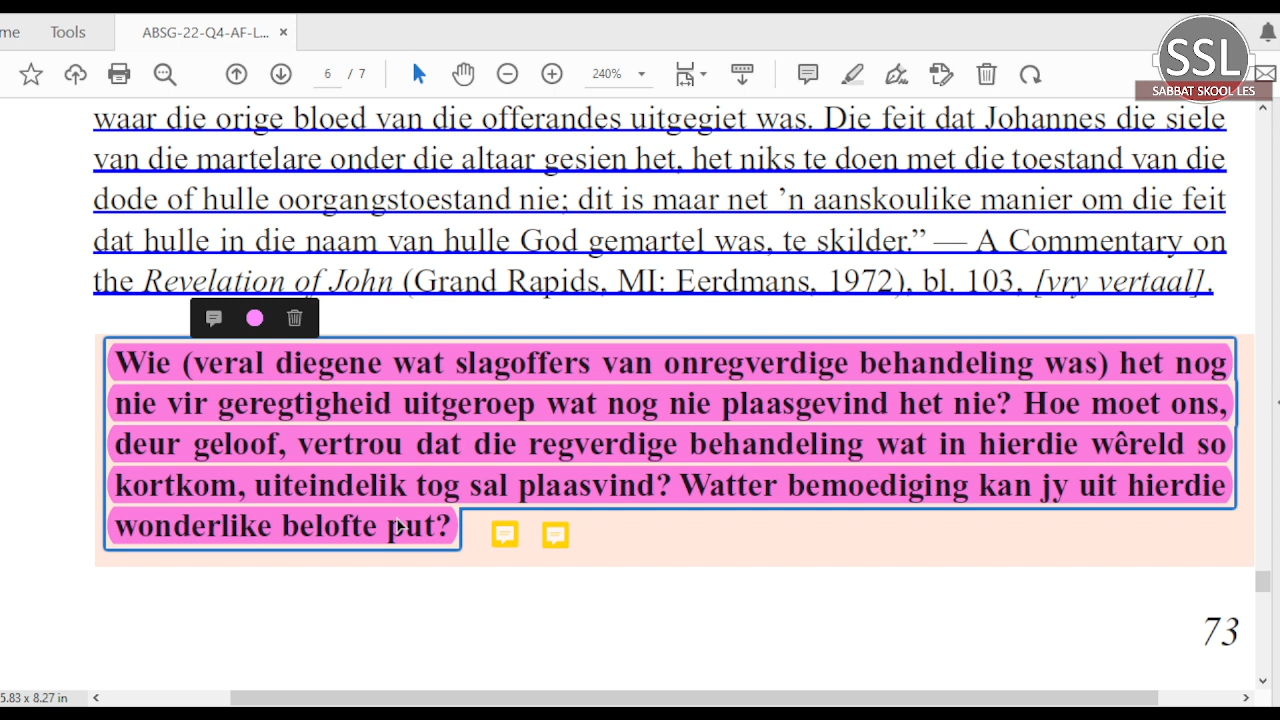 me Tools ABSG-22-Q4-AF-L... ×
SSL
SABBAT SKOOL LES
6 / 7 240%
waar die orige bloed van die offerandes uitgegiet was. Die feit dat Johannes die siele
van die martelare onder die altaar gesien het, het niks te doen met die toestand van die
dode of hulle oorgangstoestand nie; dit is maar net ’n aanskoulike manier om die feit
dat hulle in die naam van hulle God gemartel was, te skilder.” — A Commentary on
the Revelation of John (Grand Rapids, MI: Eerdmans, 1972), bl. 103, [vry vertaal].
Wie (veral diegene wat slagoffers van onregverdige behandeling was) het nog
nie vir geregtigheid uitgeroep wat nog nie plaasgevind het nie? Hoe moet ons,
deur geloof, vertrou dat die regverdige behandeling wat in hierdie wêreld so
kortkom, uiteindelik tog sal plaasvind? Watter bemoediging kan jy uit hierdie
wonderlike belofte put?
73
5.83 x 8.27 in